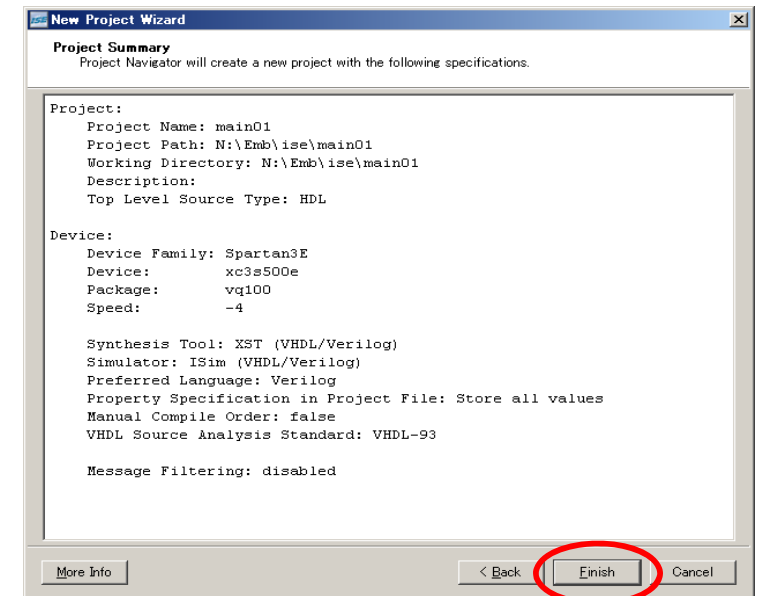 ISE New Project Wizard
Project Summary
Project Navigator will create a new project with the following specifications.
Project:
Project Name: main01
Project Path: N:\Emb\ise\main01
Working Directory: N:\Emb\ise\main01
Description:
Top Level Source Type: HDL
Device:
Device Family: Spartan3E
Device: xc3s500e
Package: vq100
Speed: -4
Synthesis Tool: XST (VHDL/Verilog)
Simulator: ISim (VHDL/Verilog)
Preferred Language: Verilog
Property Specification in Project File: Store all values
Manual Compile Order: false
VHDL Source Analysis Standard: VHDL-93
Message Filtering: disabled
More Info < Back Finish Cancel